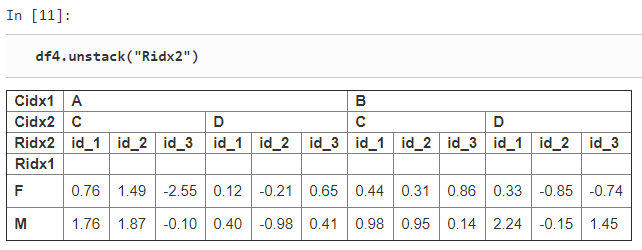 In [11]:
df4.unstack("Ridx2")
Cidx1 A B
Cidx2 C D C D
Ridx2 id_1 id_2 id_3 id_1 id_2 id_3 id_1 id_2 id_3 id_1 id_2 id_3
Ridx1
F 0.76 1.49 -2.55 0.12 -0.21 0.65 0.44 0.31 0.86 0.33 -0.85 -0.74
M 1.76 1.87 -0.10 0.40 -0.98 0.41 0.98 0.95 0.14 2.24 -0.15 1.45